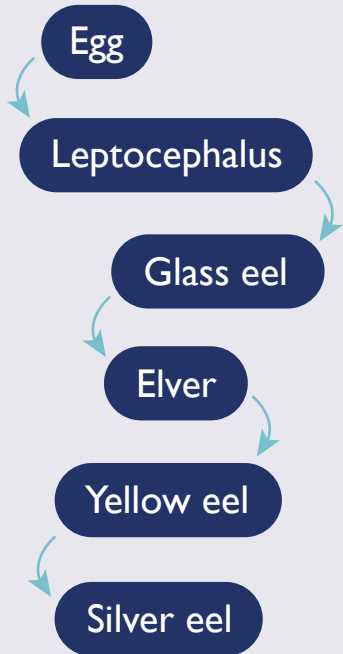 Egg
Leptocephalus
Glass eel
Elver
Yellow eel
Silver eel